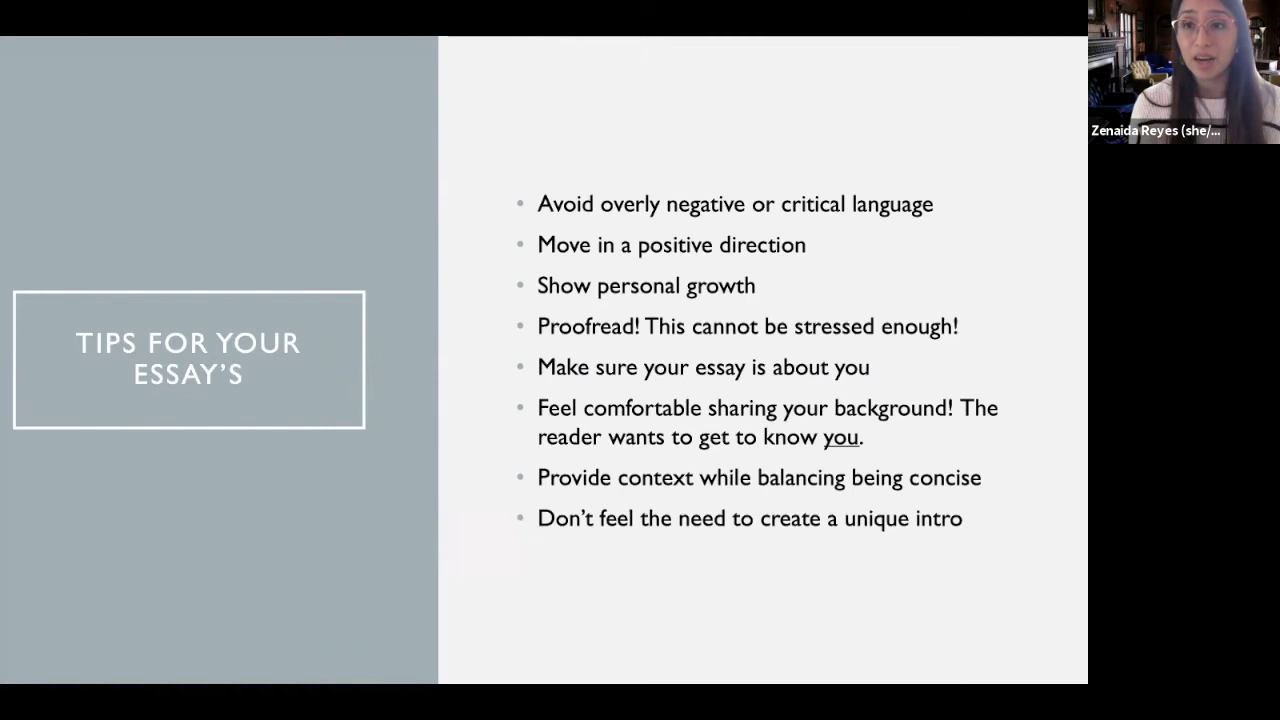 TIPS FOR YOUR
ESSAY'S
• Avoid overly negative or critical language
• Move in a positive direction
• Show personal growth
• Proofread! This cannot be stressed enough!
• Make sure your essay is about you
• Feel comfortable sharing your background! The
reader wants to get to know you.
• Provide context while balancing being concise
• Don't feel the need to create a unique intro
Zenaida Reyes (she/...